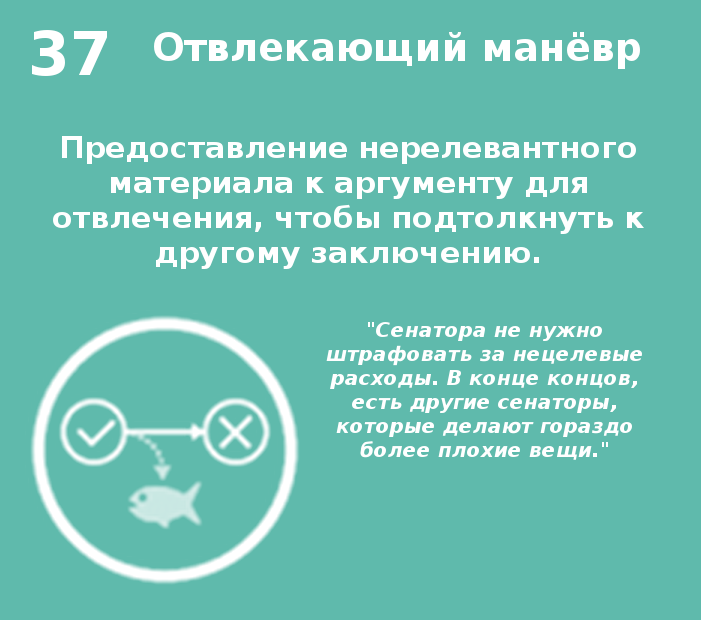 37 Отвлекающий манёвр
Предоставление нерелевантного
материала к аргументу для
отвлечения, чтобы подтолкнуть к
другому заключению.
"Сенатора не нужно
штрафовать за нецелевые
расходы. В конце концов,
есть другие сенаторы,
которые делают гораздо
более плохие вещи."